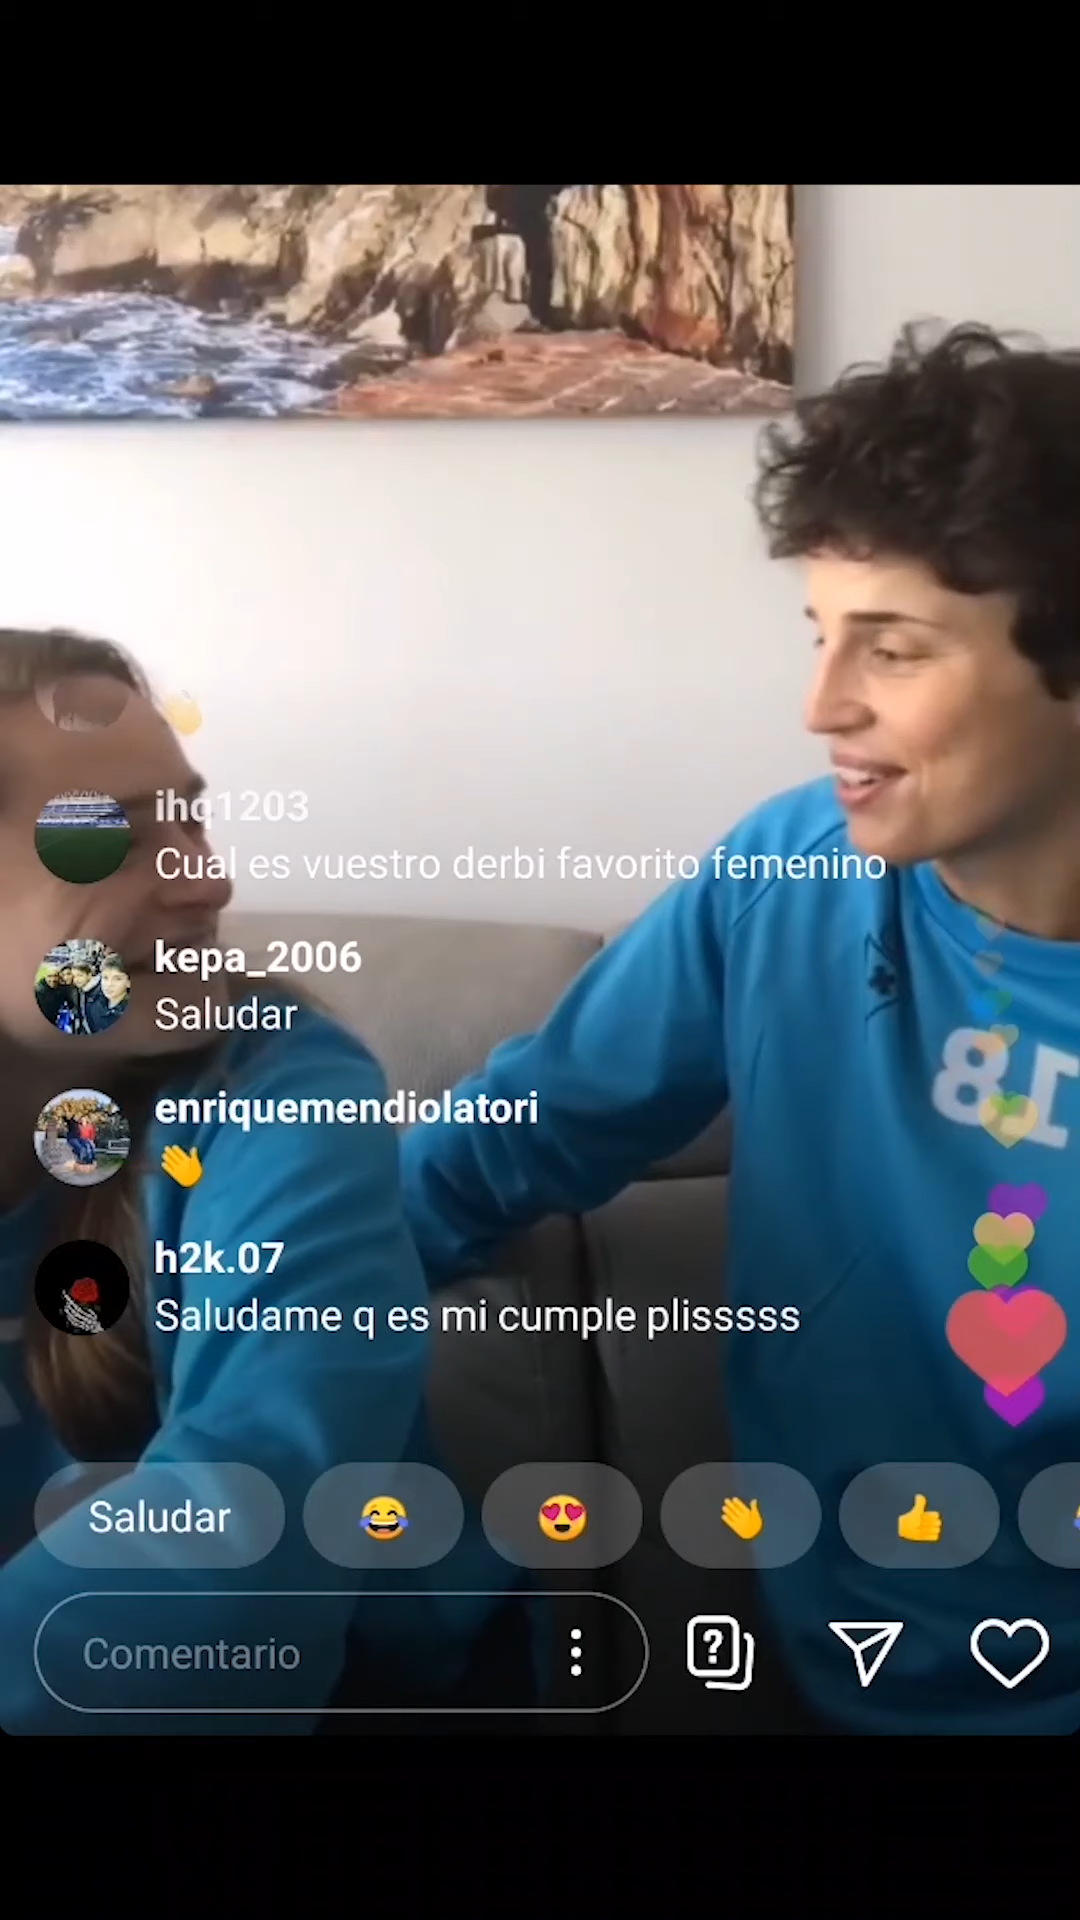 ihq1203
Cual es vuestro derbi favorito femenino
kepa_2006
Saludar
18
enriquemendiolatori
👋
h2k.07
Saludame q es mi cumple plisssss
Saludar
Comentario